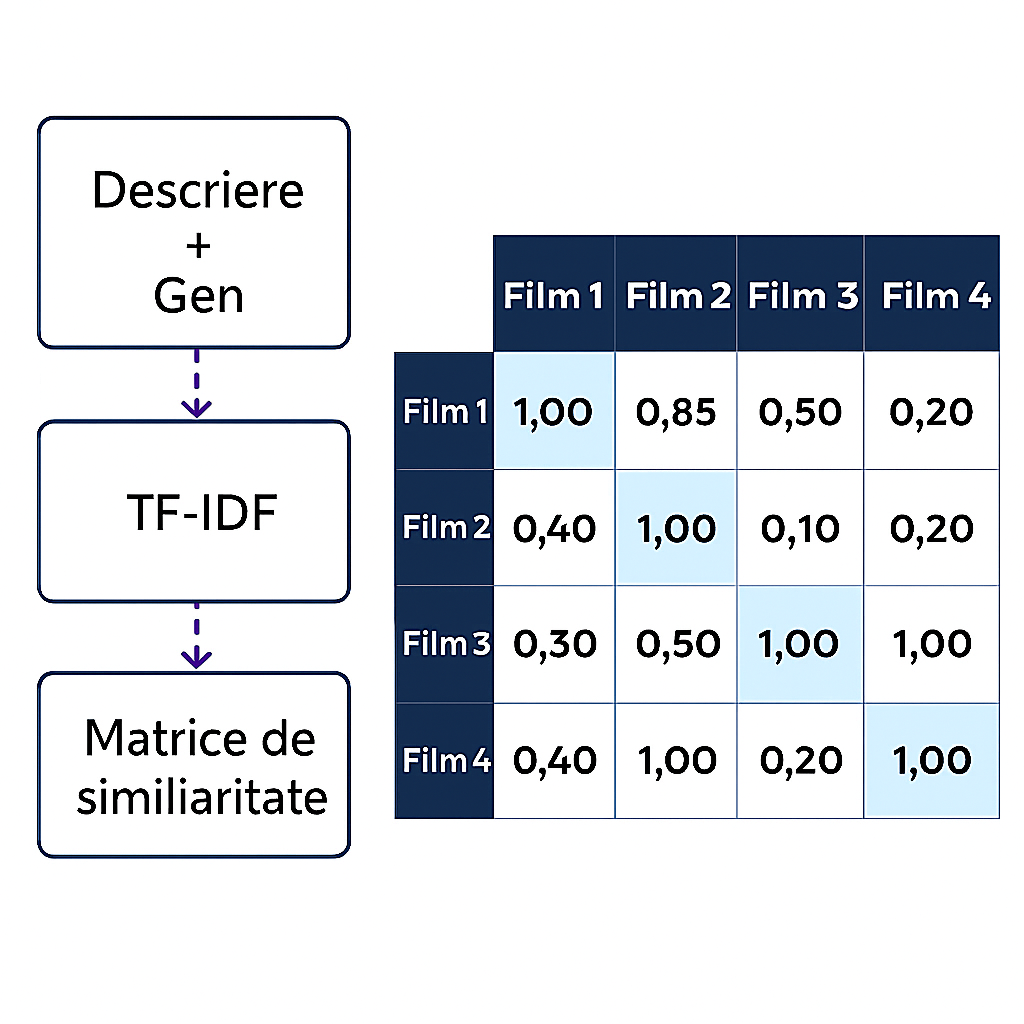 Descriere
+
Gen
TF-IDF
Matrice de
similiaritate
Film 1 Film 2 Film 3 Film 4
Film 1 1,00 0,85 0,50 0,20
Film 2 0,40 1,00 0,10 0,20
Film 3 0,30 0,50 1,00 1,00
Film 4 0,40 1,00 0,20 1,00